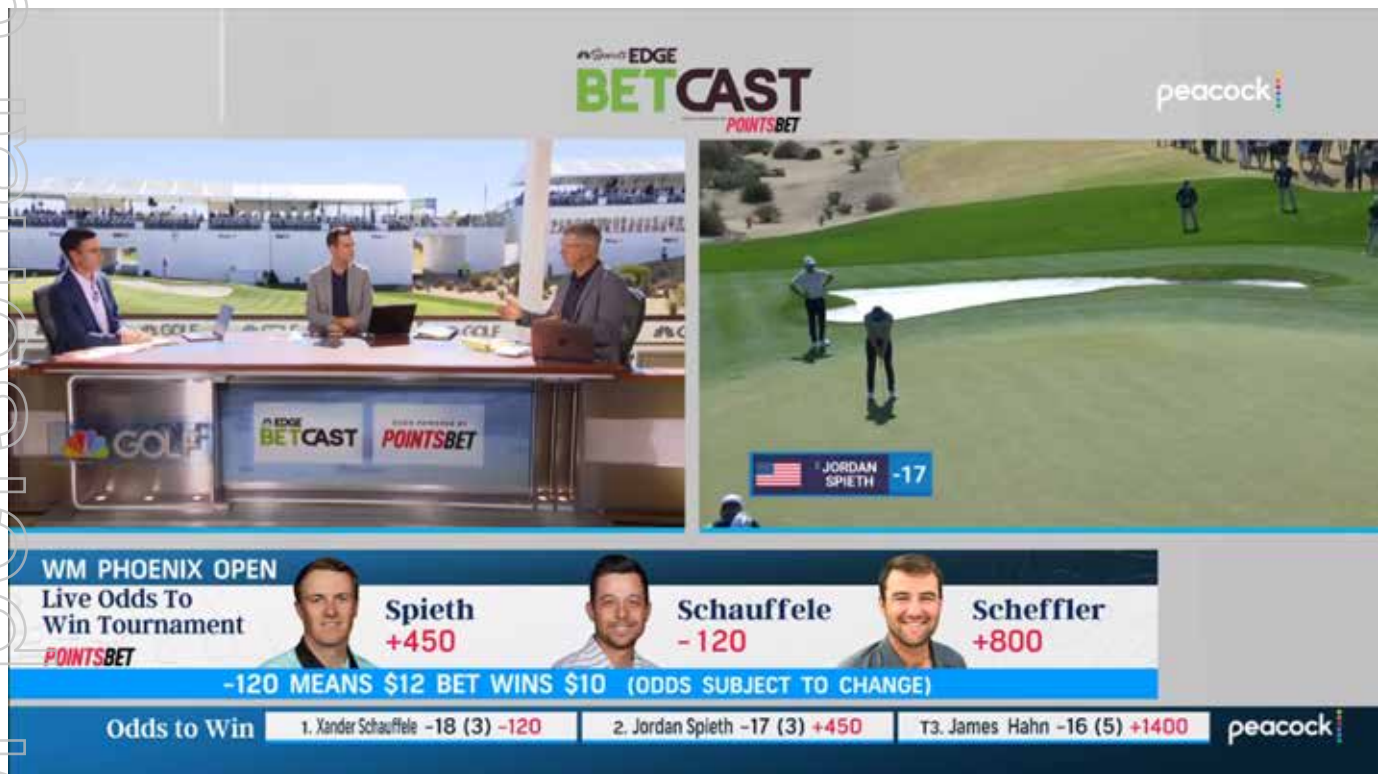 Sports EDGE
BETCAST
POINTSBET
peacock
GOLF
GOLF
GOLF
EDGE
BETCAST
POINTSBET
JORDAN
SPIETH
-17
WM PHOENIX OPEN
Live Odds To
Win Tournament
POINTSBET
Spieth
+450
Schauffele
-120
Scheffler
+800
-120 MEANS $12 BET WINS $10 (ODDS SUBJECT TO CHANGE)
Odds to Win
1. Xander Schauffele -18 (3) -120
2. Jordan Spieth -17 (3) +450
T3. James Hahn -16 (5) +1400
peacock